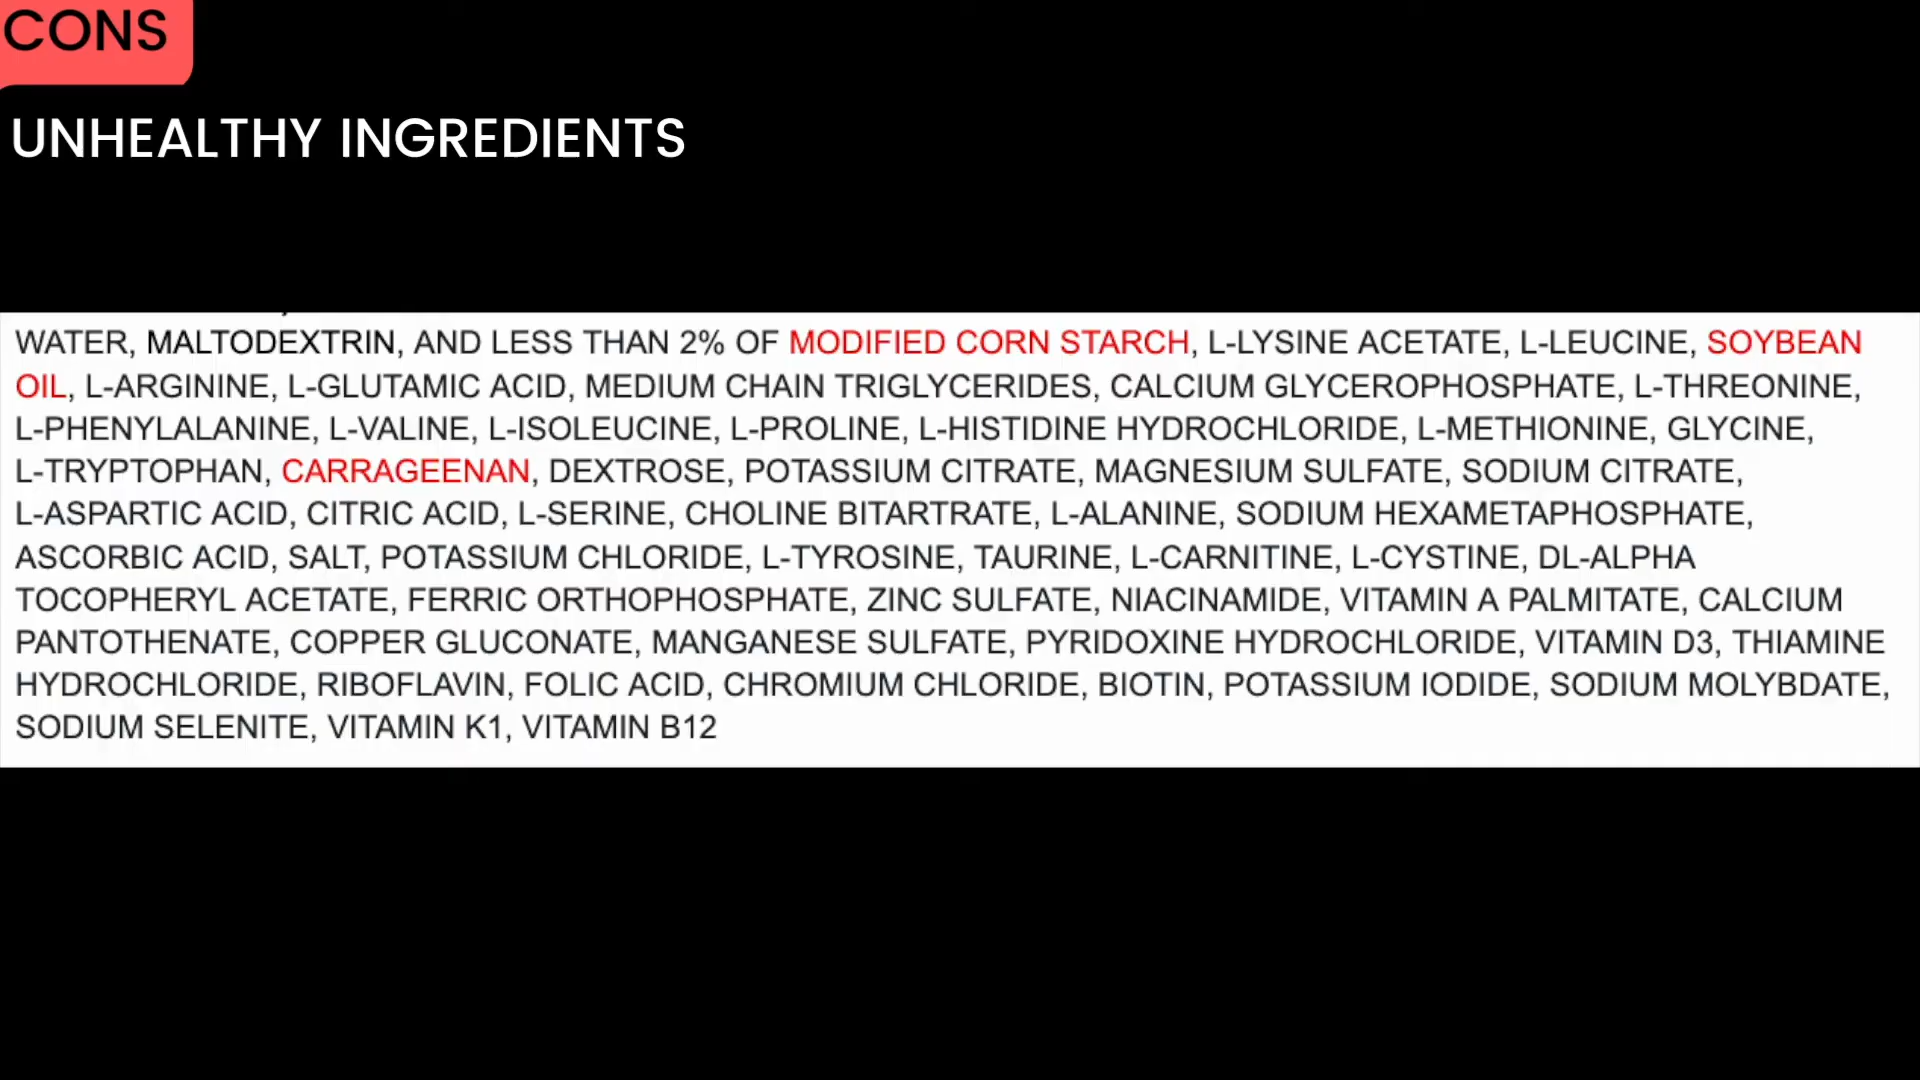 CONS
UNHEALTHY INGREDIENTS
WATER, MALTODEXTRIN, AND LESS THAN 2% OF MODIFIED CORN STARCH, L-LYSINE ACETATE, L-LEUCINE, SOYBEAN
OIL, L-ARGININE, L-GLUTAMIC ACID, MEDIUM CHAIN TRIGLYCERIDES, CALCIUM GLYCEROPHOSPHATE, L-THREONINE,
L-PHENYLALANINE, L-VALINE, L-ISOLEUCINE, L-PROLINE, L-HISTIDINE HYDROCHLORIDE, L-METHIONINE, GLYCINE,
L-TRYPTOPHAN, CARRAGEENAN, DEXTROSE, POTASSIUM CITRATE, MAGNESIUM SULFATE, SODIUM CITRATE,
L-ASPARTIC ACID, CITRIC ACID, L-SERINE, CHOLINE BITARTRATE, L-ALANINE, SODIUM HEXAMETAPHOSPHATE,
ASCORBIC ACID, SALT, POTASSIUM CHLORIDE, L-TYROSINE, TAURINE, L-CARNITINE, L-CYSTINE, DL-ALPHA
TOCOPHERYL ACETATE, FERRIC ORTHOPHOSPHATE, ZINC SULFATE, NIACINAMIDE, VITAMIN A PALMITATE, CALCIUM
PANTOTHENATE, COPPER GLUCONATE, MANGANESE SULFATE, PYRIDOXINE HYDROCHLORIDE, VITAMIN D3, THIAMINE
HYDROCHLORIDE, RIBOFLAVIN, FOLIC ACID, CHROMIUM CHLORIDE, BIOTIN, POTASSIUM IODIDE, SODIUM MOLYBDATE,
SODIUM SELENITE, VITAMIN K1, VITAMIN B12